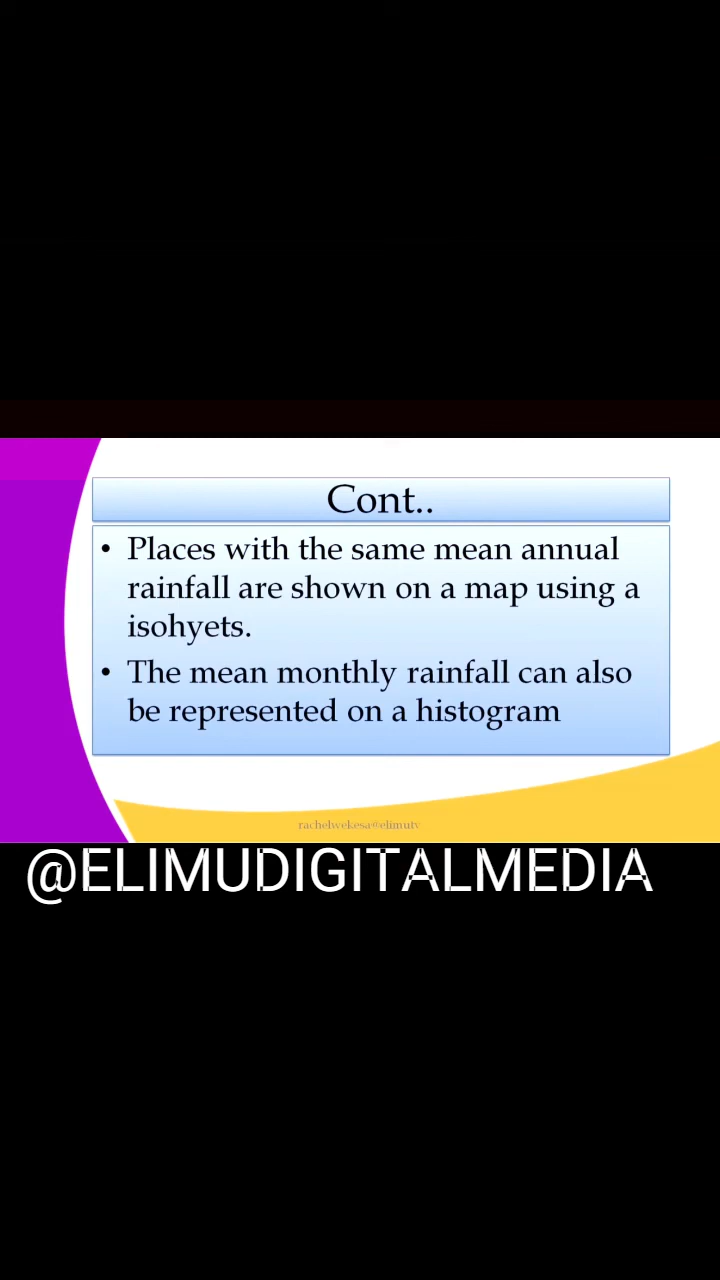 Cont..
• Places with the same mean annual
rainfall are shown on a map using a
isohyets.
• The mean monthly rainfall can also
be represented on a histogram
rachelwekesa@elimutv
@ELIMUDIGITALMEDIA